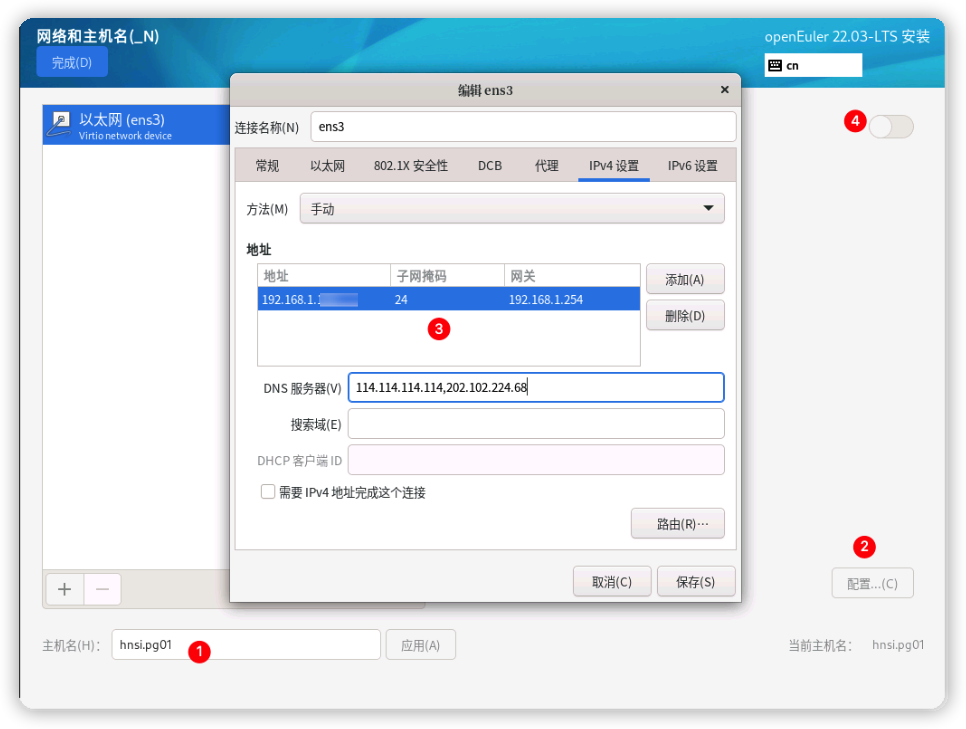 网络和主机名(_N)
openEuler 22.03-LTS 安装
完成(D)
cn
编辑 ens3
以太网 (ens3)
Virtio network device
4
连接名称(N) ens3
常规 以太网 802.1X 安全性 DCB 代理 IPv4 设置 IPv6 设置
方法(M) 手动
地址
地址 子网掩码 网关
添加(A)
192.168.1. 24 192.168.1.254
删除(D)
3
DNS 服务器(V) 114.114.114.114,202.102.224.68
搜索域(E)
DHCP 客户端 ID
需要 IPv4 地址完成这个连接
路由(R)…
2
取消(C) 保存(S)
配置...(C)
主机名(H): hnsi.pg01
1
应用(A)
当前主机名: hnsi.pg01